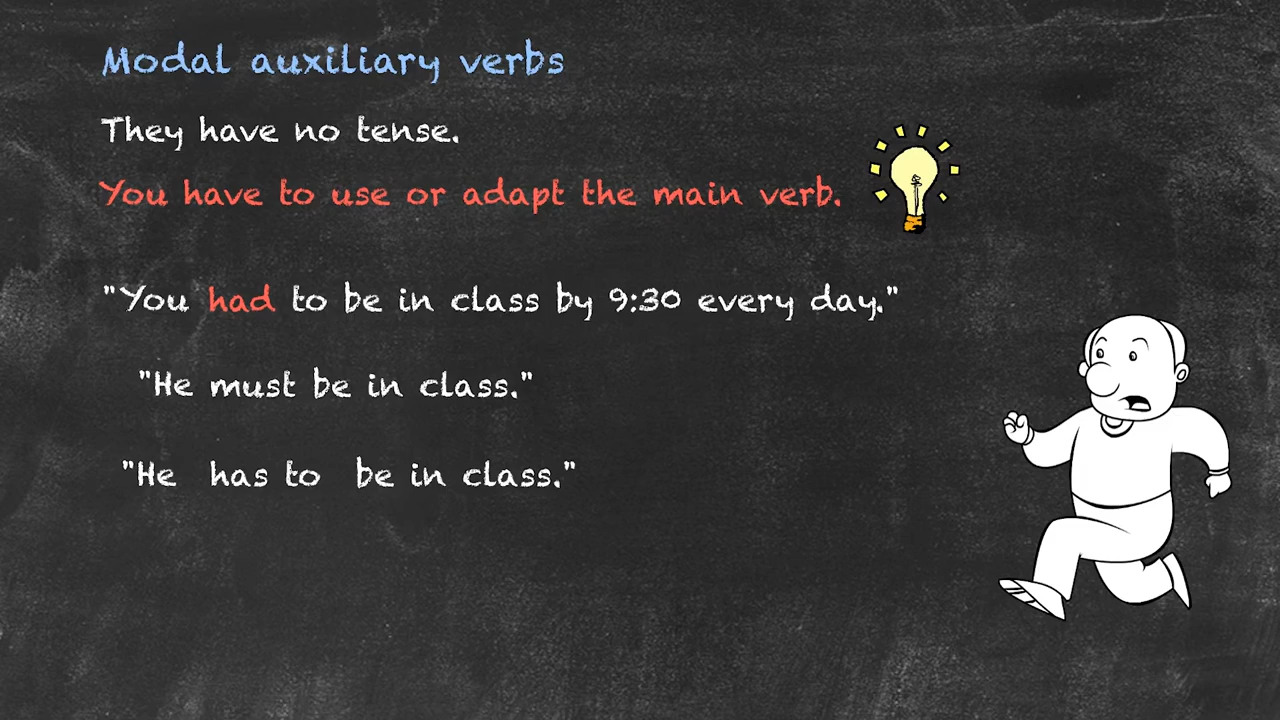 Modal auxiliary verbs
They have no tense.
You have to use or adapt the main verb.
"You had to be in class by 9:30 every day."
"He must be in class."
"He has to be in class."